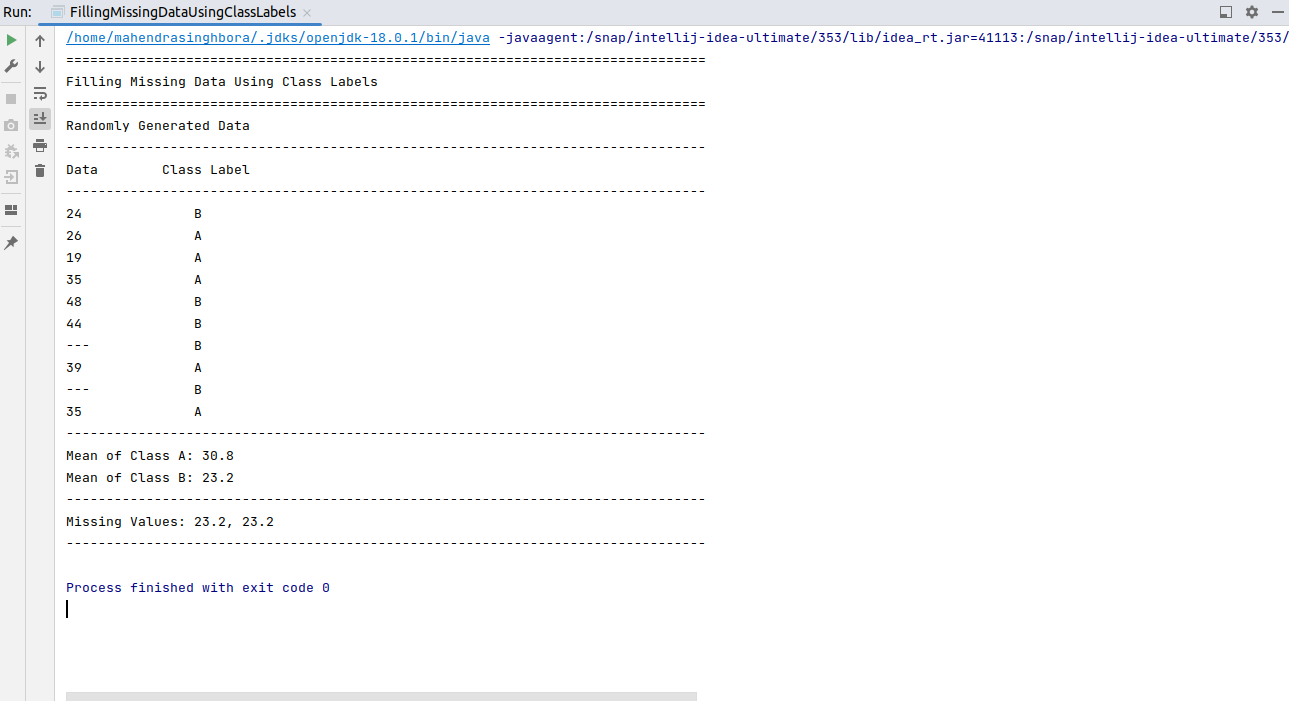 Run: FillingMissingDataUsingClassLabels
/home/mahendrasinghbora/.jdks/openjdk-18.0.1/bin/java -javaagent:/snap/intellij-idea-ultimate/353/lib/idea_rt.jar=41113:/snap/intellij-idea-ultimate/353/
================================================================================
Filling Missing Data Using Class Labels
================================================================================
Randomly Generated Data
--------------------------------------------------------------------------------
Data        Class Label
--------------------------------------------------------------------------------
24              B
26              A
19              A
35              A
48              B
44              B
---             B
39              A
---             B
35              A
--------------------------------------------------------------------------------
Mean of Class A: 30.8
Mean of Class B: 23.2
--------------------------------------------------------------------------------
Missing Values: 23.2, 23.2
--------------------------------------------------------------------------------
Process finished with exit code 0